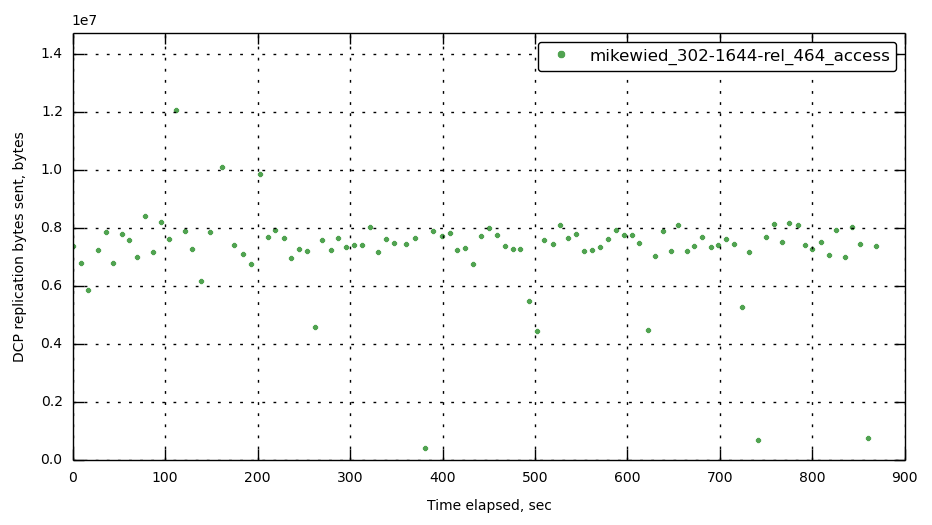 1e7
1.4
mikewied_302-1644-rel_464_access
1.2
1.0
0.8
0.6
0.4
0.2
0.0
DCP replication bytes sent, bytes
0 100 200 300 400 500 600 700 800 900
Time elapsed, sec